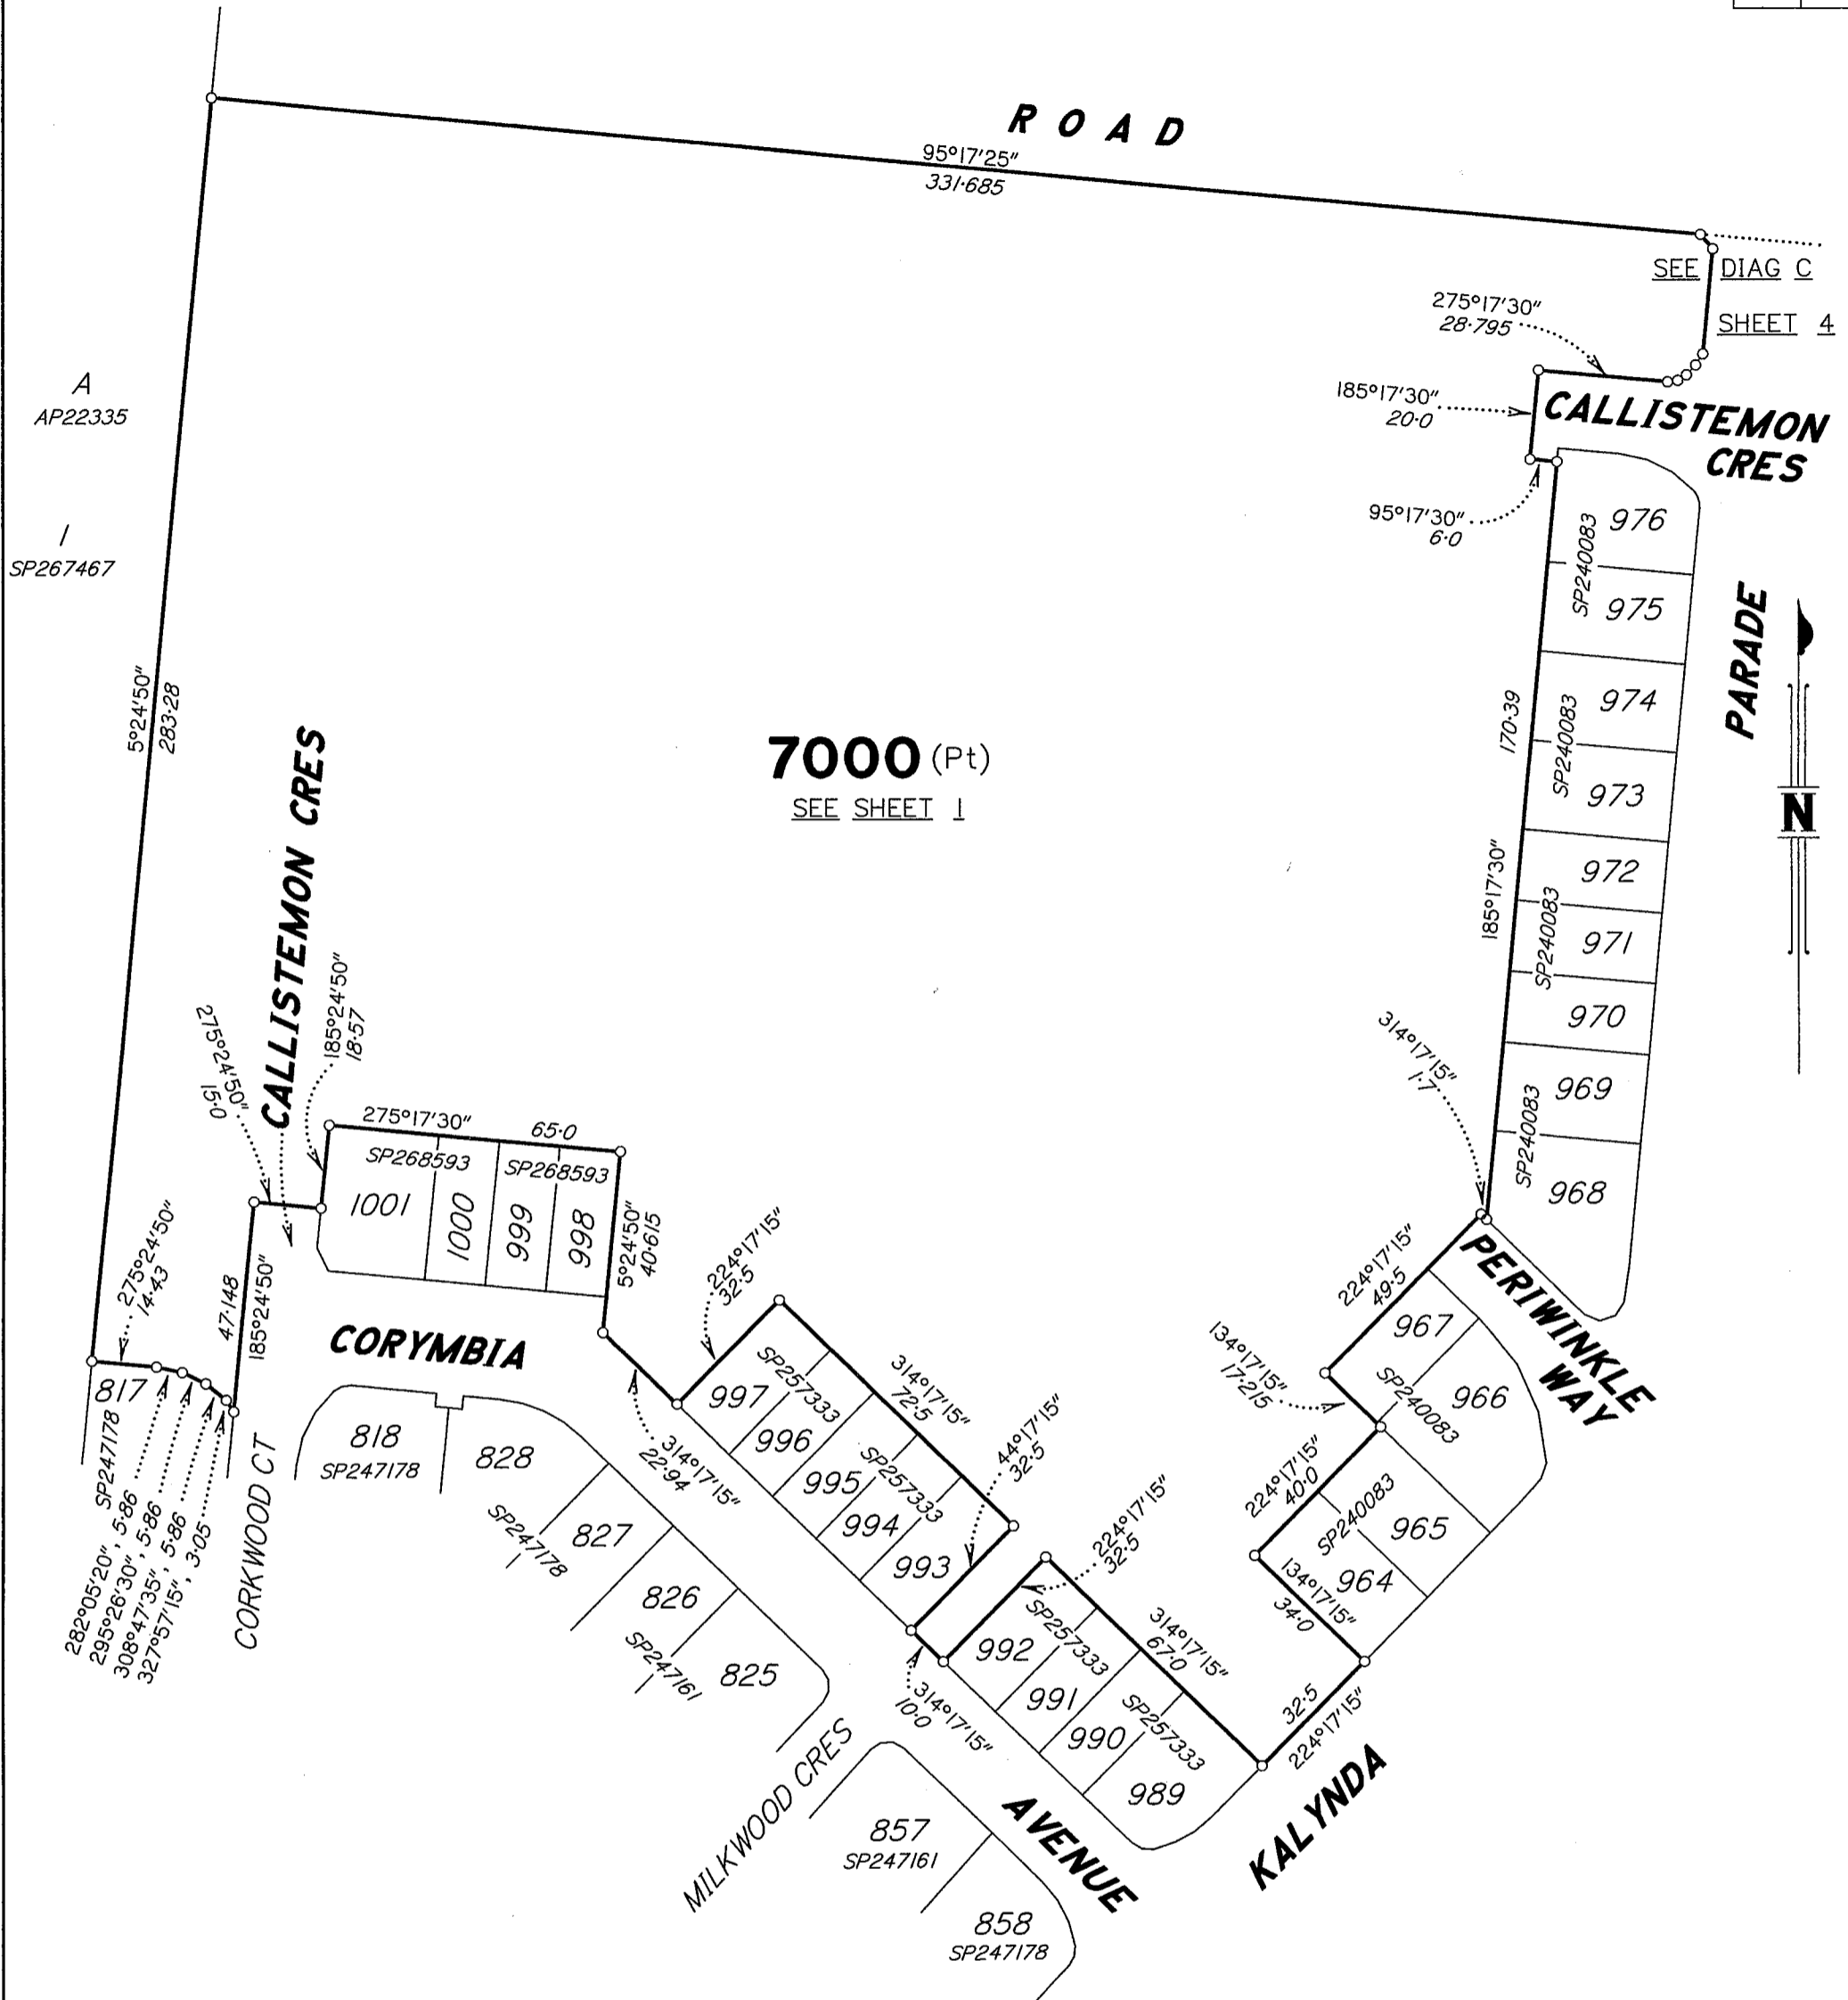 ROAD
95°17'25"
331·685
SEE DIAG C
SHEET 4
275°17'30"
28·795
185°17'30"
20·0
CALLISTEMON
CRES
95°17'30"
6·0
A
AP22335
1
SP267467
5°24'50"
283·28
7000 (Pt)
SEE SHEET 1
976
SP240083
975
974
SP240083
973
972
SP240083
971
970
969
SP240083
968
170·39
185°17'30"
PARADE
N
314°17'15"
1·7
CALLISTEMON CRES
185°24'50"
18·57
275°24'50"
15·0
275°17'30"
65·0
SP268593
SP268593
1001
1000
999
998
5°24'50"
40·615
275°24'50"
14·43
47·148
185°24'50"
817
SP247178
282°05'20", 5·86
295°26'30", 5·86
308°47'35", 5·86
327°57'15", 3·05
CORKWOOD CT
CORYMBIA
818
SP247178
828
SP247178
827
826
SP247161
825
314°17'15"
22·94
224°17'15"
32·5
997
SP257333
996
995
SP257333
994
993
314°17'15"
72·5
44°17'15"
32·5
224°17'15"
32·5
314°17'15"
10·0
992
SP257333
991
990
SP257333
989
314°17'15"
67·0
32·5
224°17'15"
224°17'15"
49·5
PERIWINKLE
WAY
967
134°17'15"
17·215
966
SP240083
224°17'15"
40·0
SP240083
965
964
134°17'15"
34·0
MILKWOOD CRES
857
SP247161
858
SP247178
AVENUE
KALYNDA